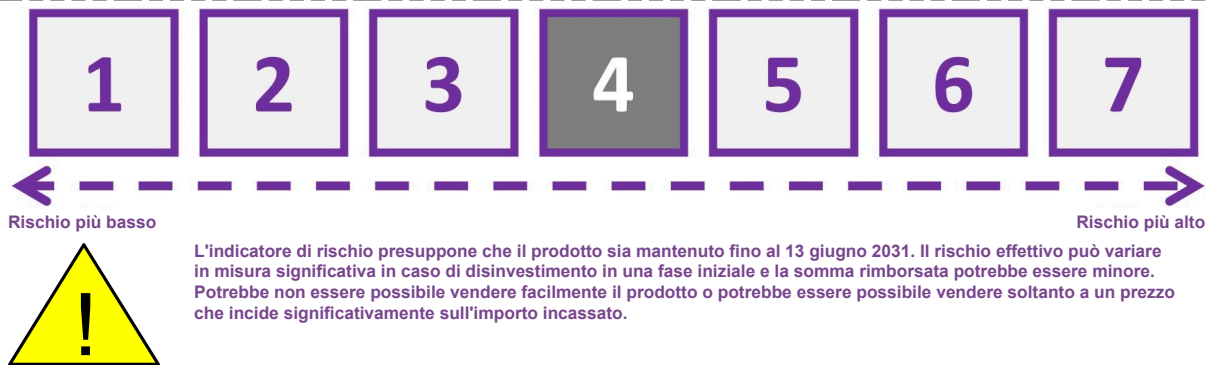 1 2 3 4 5 6 7
Rischio più basso Rischio più alto
L'indicatore di rischio presuppone che il prodotto sia mantenuto fino al 13 giugno 2031. Il rischio effettivo può variare
in misura significativa in caso di disinvestimento in una fase iniziale e la somma rimborsata potrebbe essere minore.
Potrebbe non essere possibile vendere facilmente il prodotto o potrebbe essere possibile vendere soltanto a un prezzo
che incide significativamente sull'importo incassato.
!